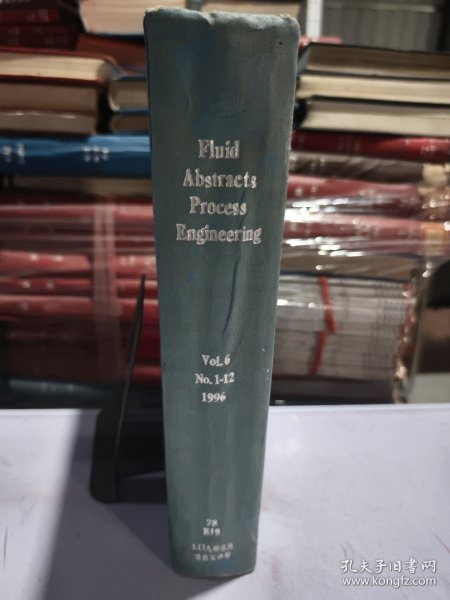 Fluid
Abstracts
Process
Engineering
Vol. 6
No. 1-12
1996
78
孔夫子旧书网
www.kongfz.com